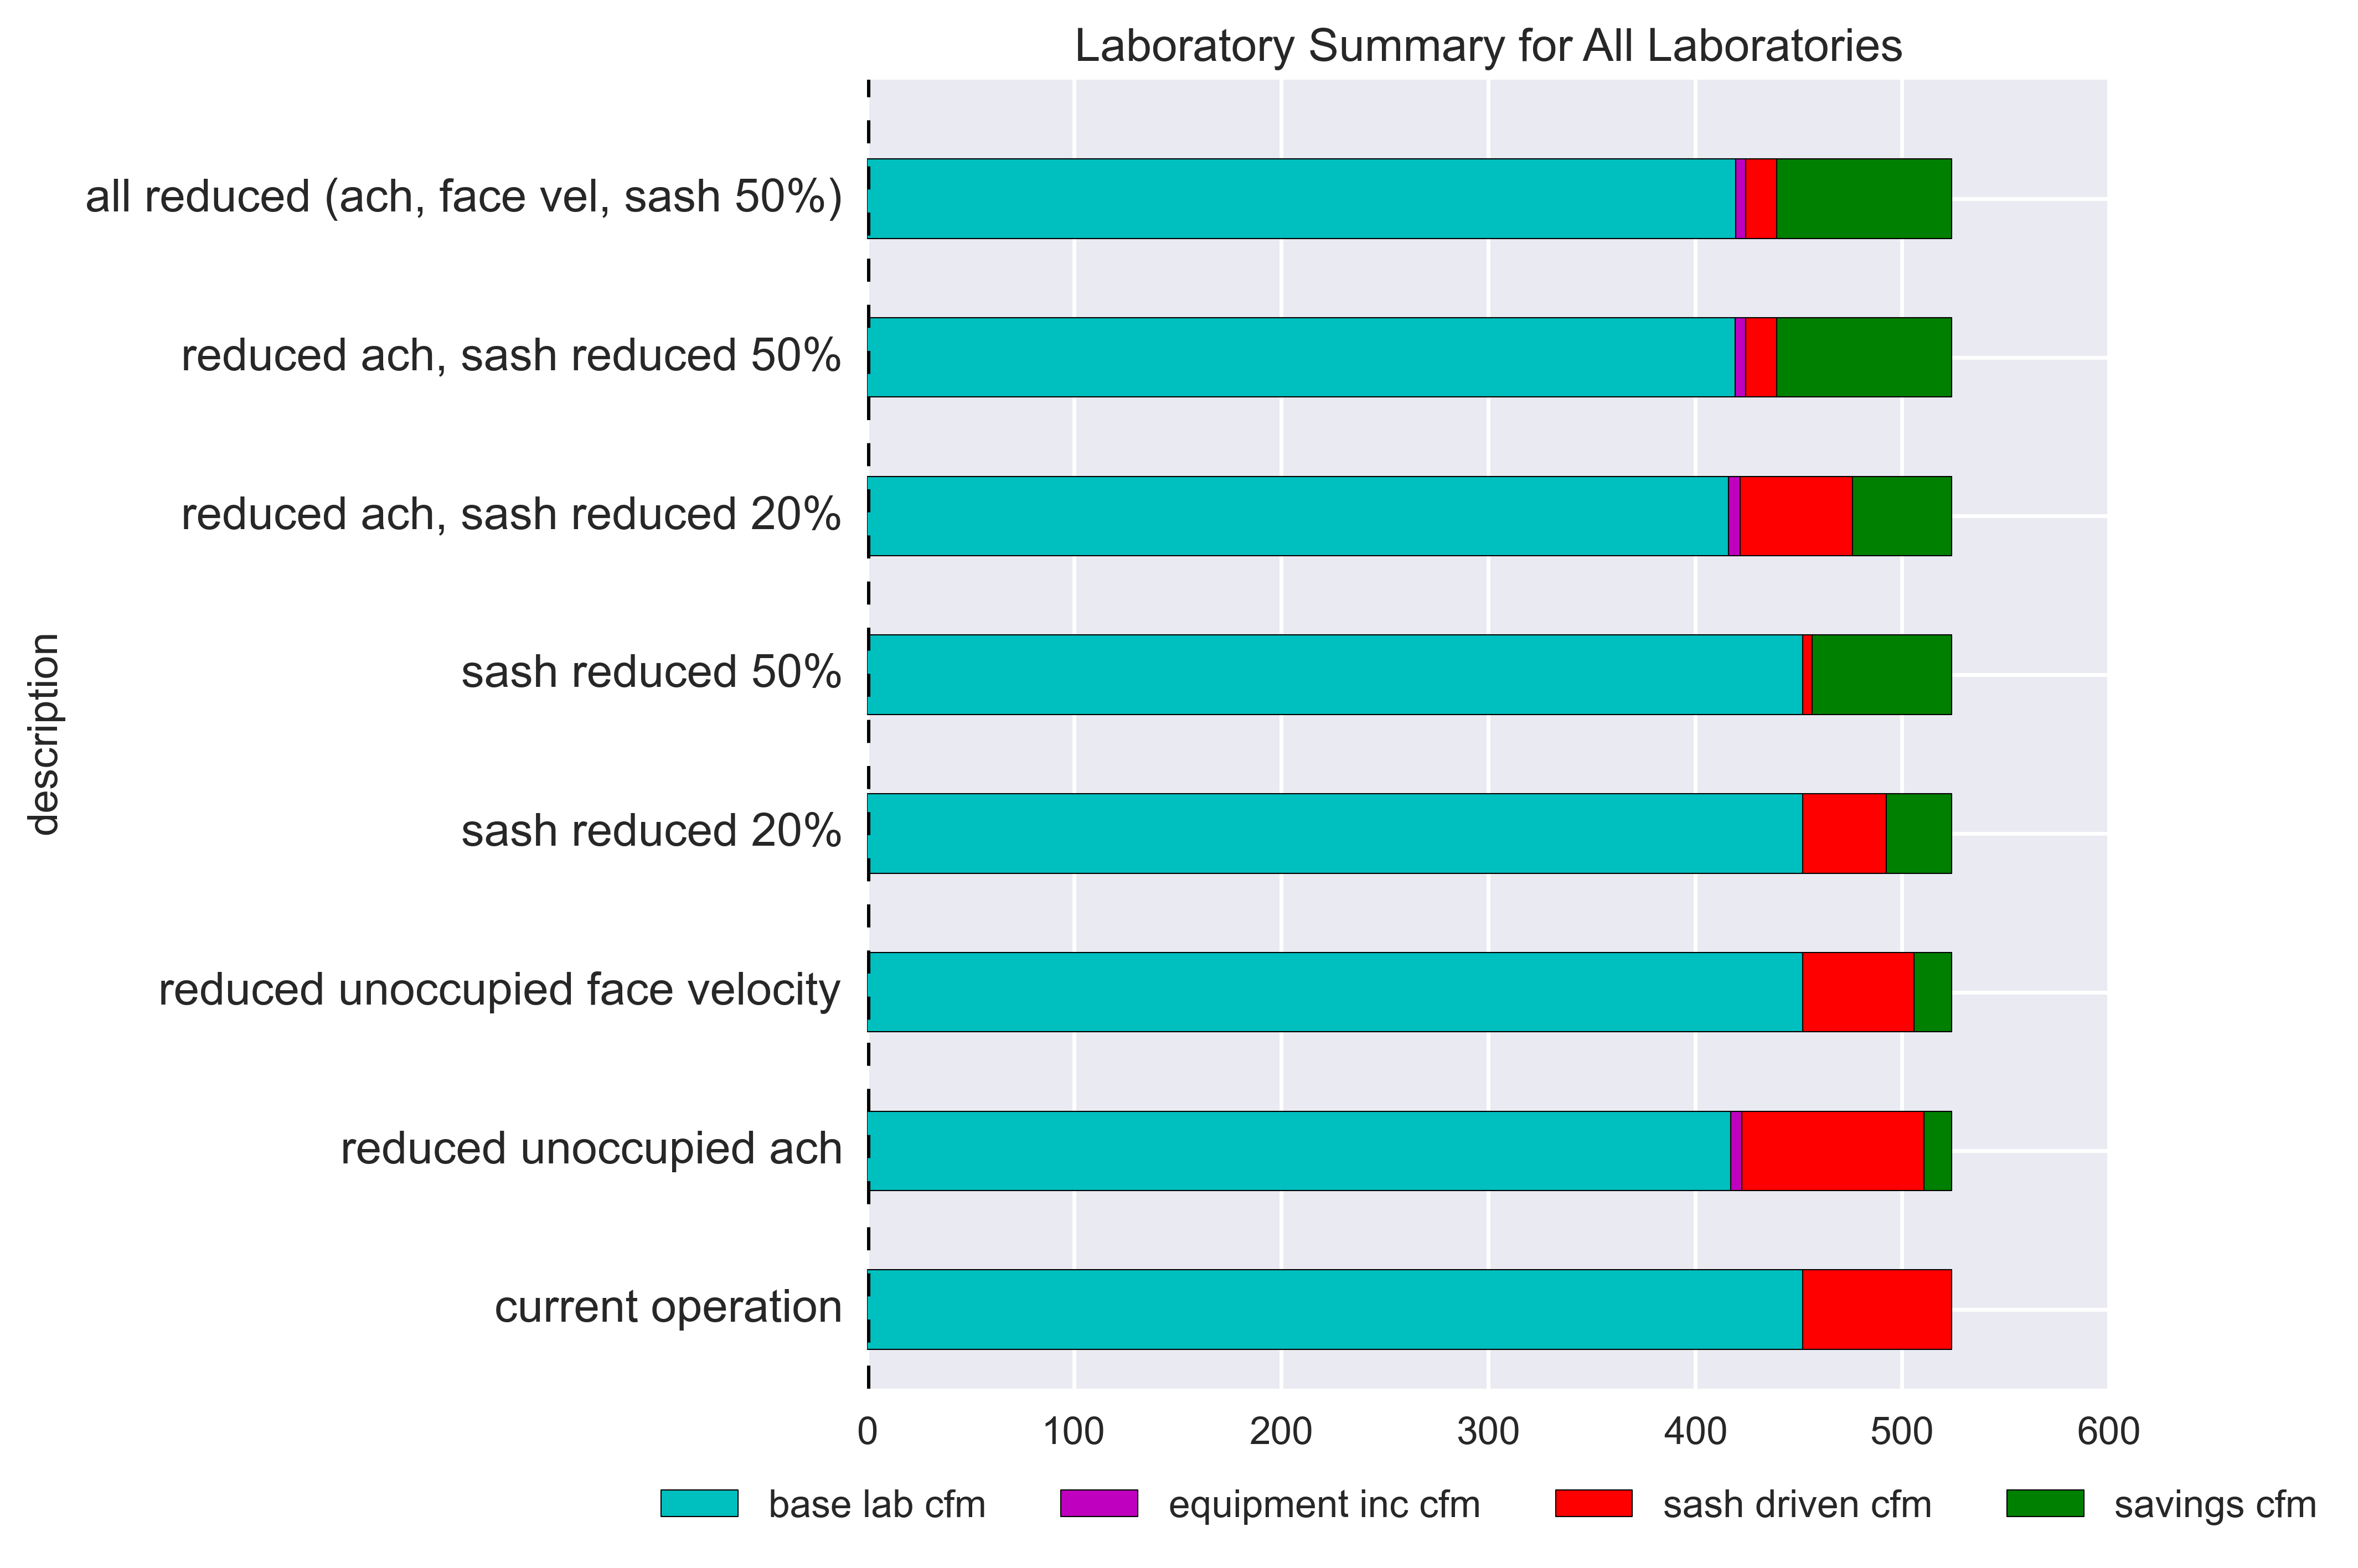 Laboratory Summary for All Laboratories
all reduced (ach, face vel, sash 50%)
reduced ach, sash reduced 50%
reduced ach, sash reduced 20%
sash reduced 50%
sash reduced 20%
reduced unoccupied face velocity
reduced unoccupied ach
current operation
description
0 100 200 300 400 500 600
base lab cfm equipment inc cfm sash driven cfm savings cfm